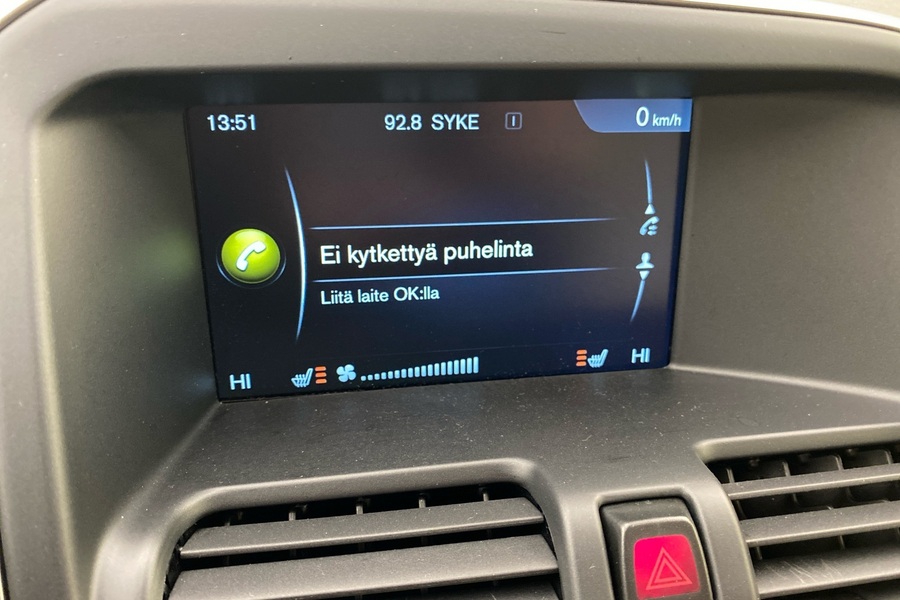 13:51 92.8 SYKE I 0 km/h
Ei kytkettyä puhelinta
Liitä laite OK:lla
HI HI